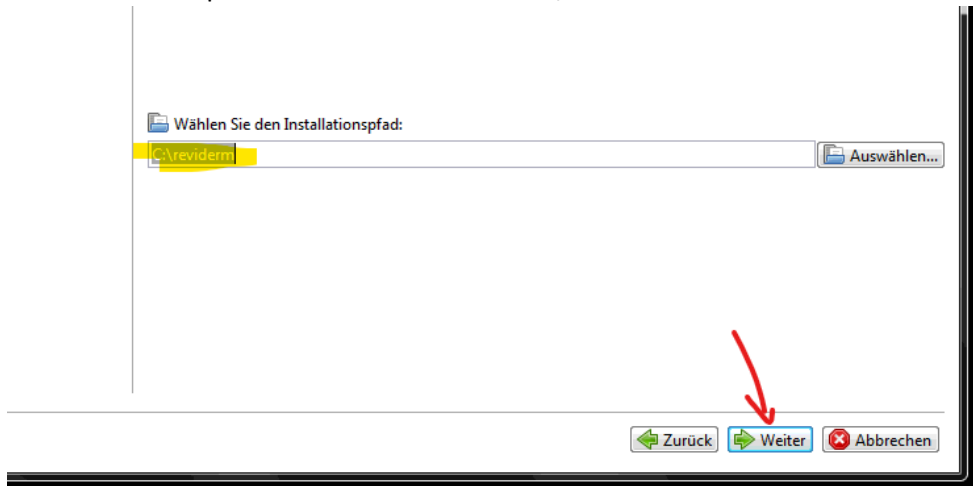 Wählen Sie den Installationspfad:
C:\reviderm
Auswählen...
Zurück
Weiter
Abbrechen